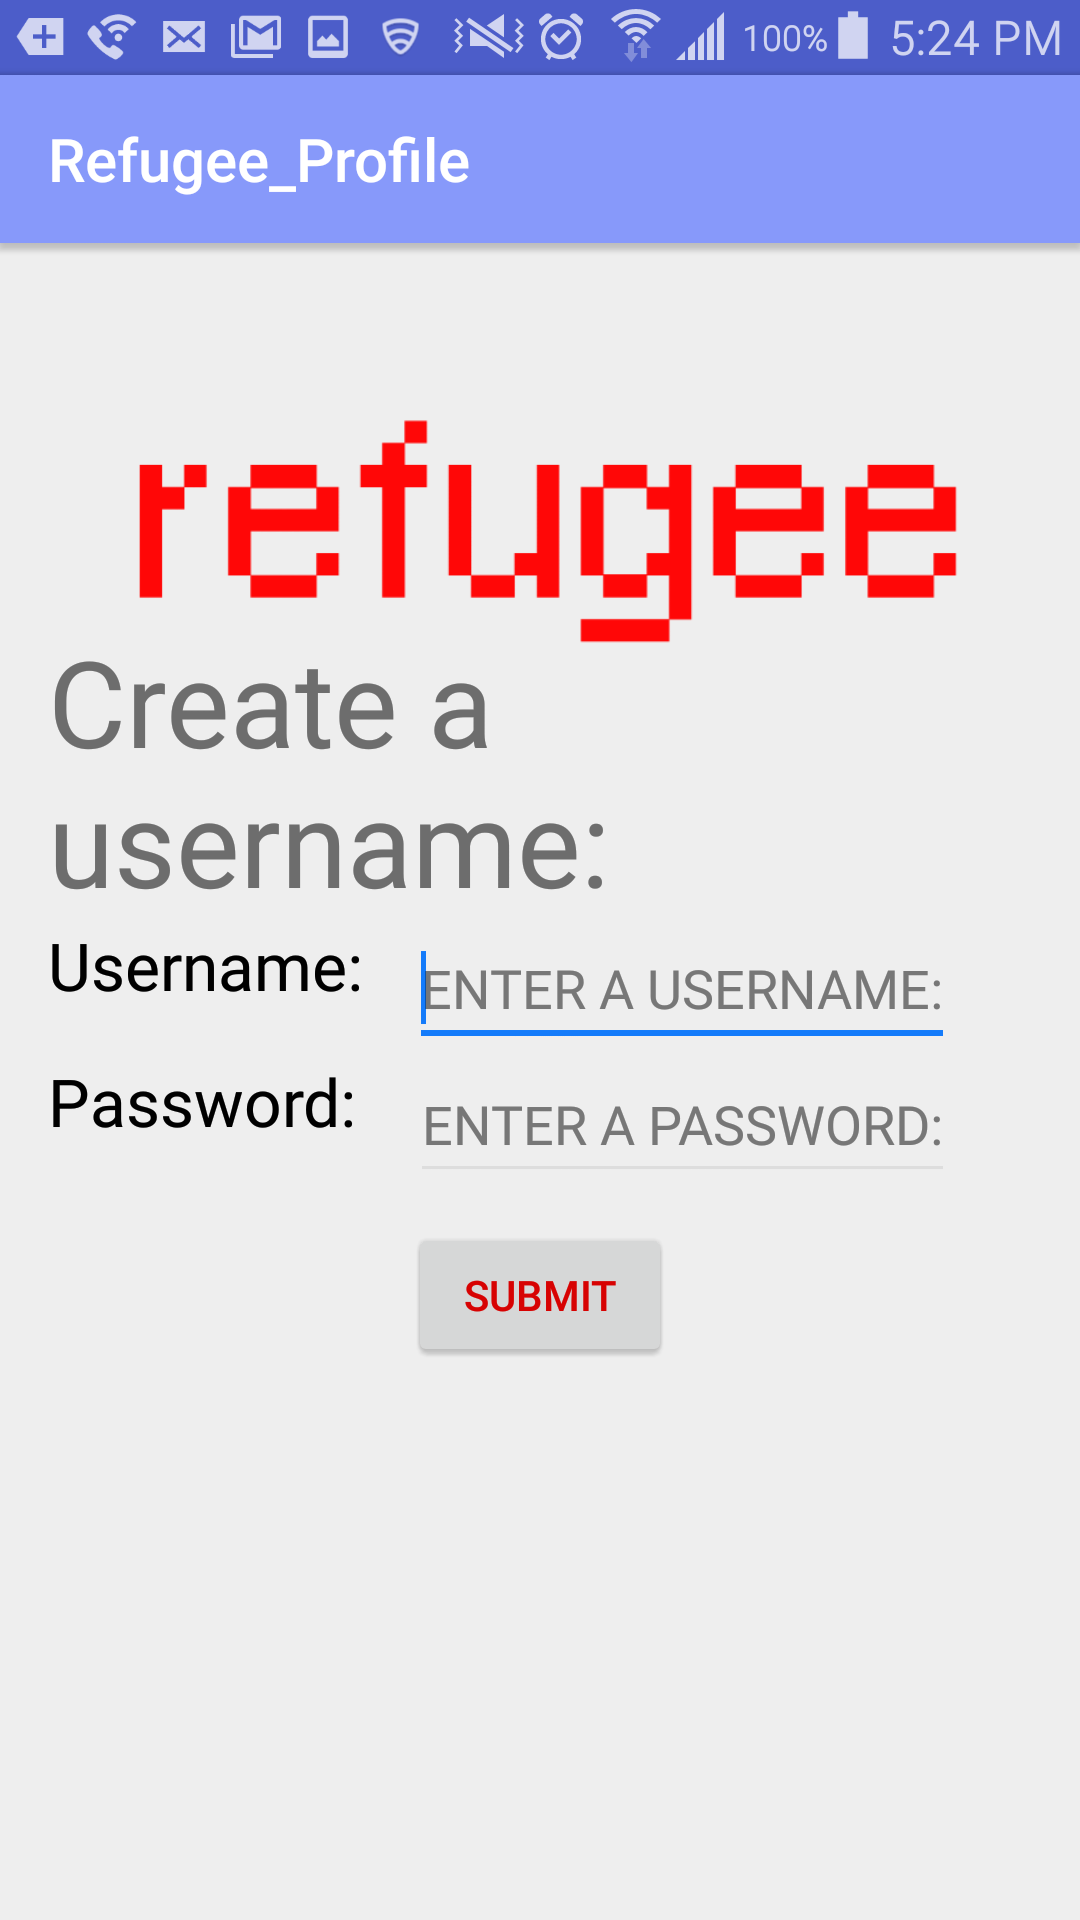 100% 5:24 PM
Refugee_Profile
refugee
Create a
username:
Username: ENTER A USERNAME:
Password: ENTER A PASSWORD:
SUBMIT